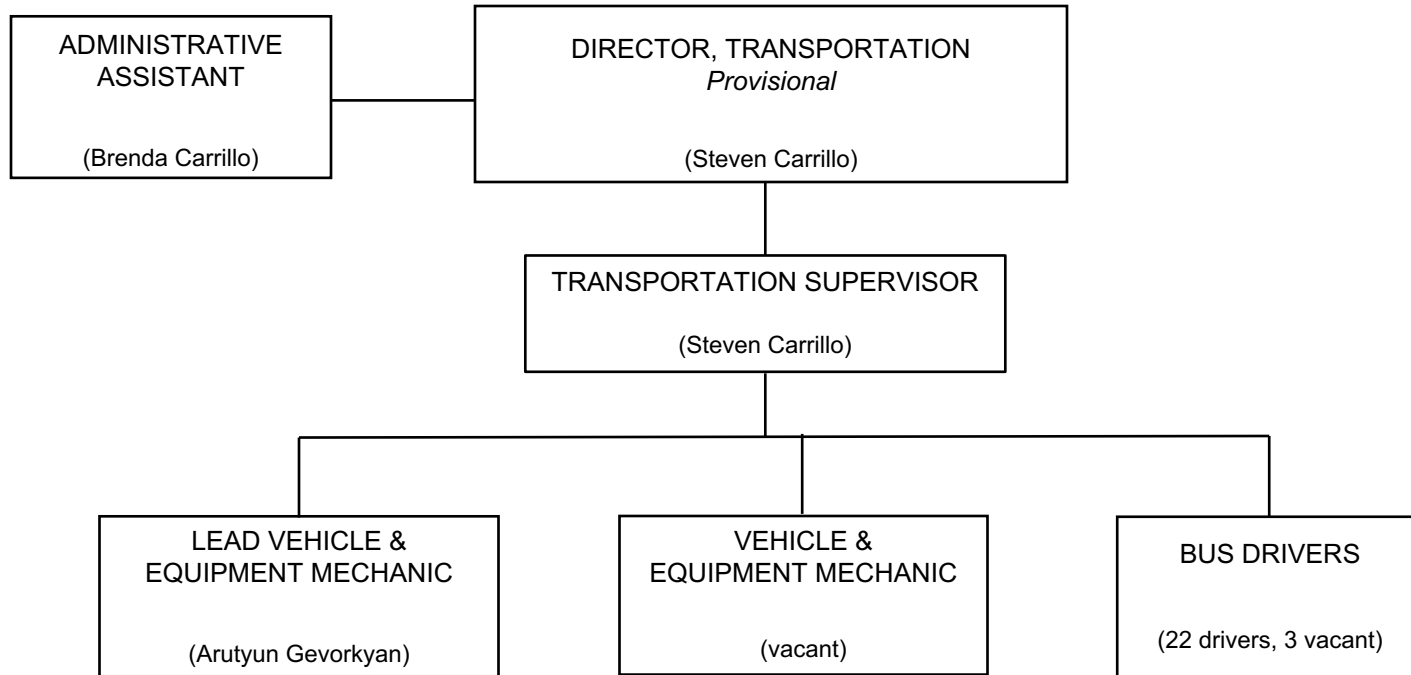 ADMINISTRATIVE
ASSISTANT
(Brenda Carrillo)
DIRECTOR, TRANSPORTATION
Provisional
(Steven Carrillo)
TRANSPORTATION SUPERVISOR
(Steven Carrillo)
LEAD VEHICLE &
EQUIPMENT MECHANIC
(Arutyun Gevorkyan)
VEHICLE &
EQUIPMENT MECHANIC
(vacant)
BUS DRIVERS
(22 drivers, 3 vacant)